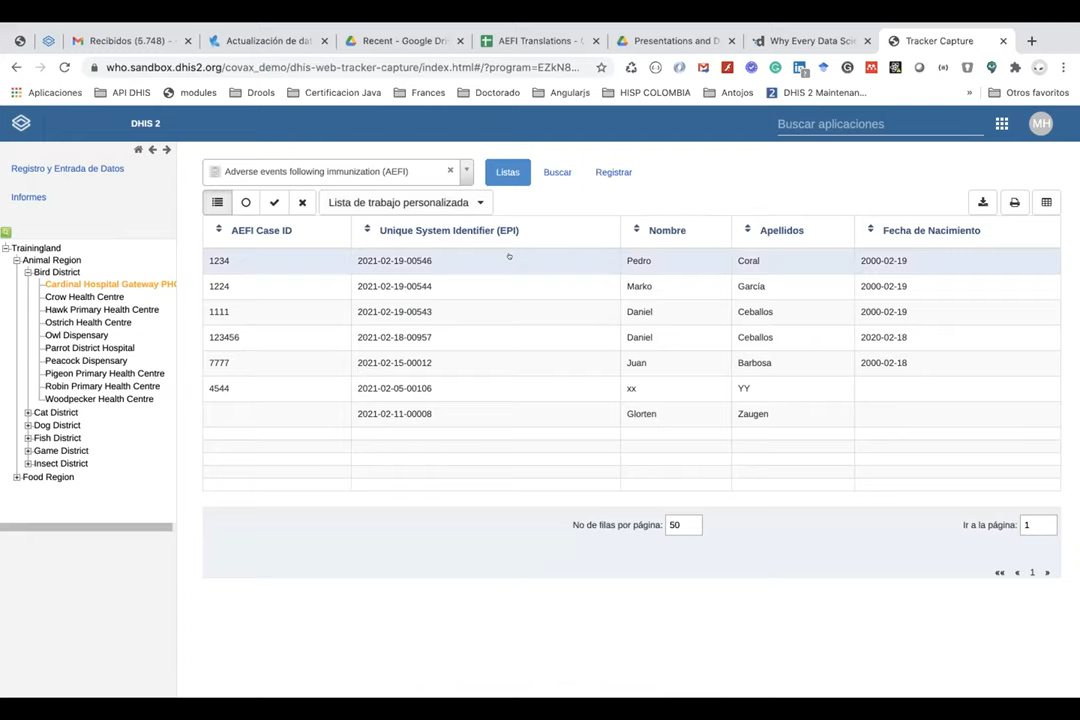 Recibidos (5.748) –
Actualización de dat
Recent - Google Dri
AEFI Translations - G
Presentations and D
Why Every Data Scie
Tracker Capture
who.sandbox.dhis2.org/covax_demo/dhis-web-tracker-capture/index.html#/?program=EZkN8...
Aplicaciones
API DHIS
modules
Drools
Certificacion Java
Frances
Doctorado
Angularjs
HISP COLOMBIA
Antojos
DHIS 2 Maintenan...
»
Otros favoritos
DHIS 2
Buscar aplicaciones
MH
Registro y Entrada de Datos
Informes
Trainingland
Animal Region
Bird District
Cardinal Hospital Gateway PHC
Crow Health Centre
Hawk Primary Health Centre
Ostrich Health Centre
Owl Dispensary
Parrot District Hospital
Peacock Dispensary
Pigeon Primary Health Centre
Robin Primary Health Centre
Woodpecker Health Centre
Cat District
Dog District
Fish District
Game District
Insect District
Food Region
Adverse events following immunization (AEFI)
Listas
Buscar
Registrar
Lista de trabajo personalizada
AEFI Case ID Unique System Identifier (EPI) Nombre Apellidos Fecha de Nacimiento
1234 2021-02-19-00546 Pedro Coral 2000-02-19
1224 2021-02-19-00544 Marko García 2000-02-19
1111 2021-02-19-00543 Daniel Ceballos 2000-02-19
123456 2021-02-18-00957 Daniel Ceballos 2020-02-18
7777 2021-02-15-00012 Juan Barbosa 2000-02-18
4544 2021-02-05-00106 xx YY
2021-02-11-00008 Glorten Zaugen
No de filas por página: 50
Ir a la página: 1
«« « 1 »